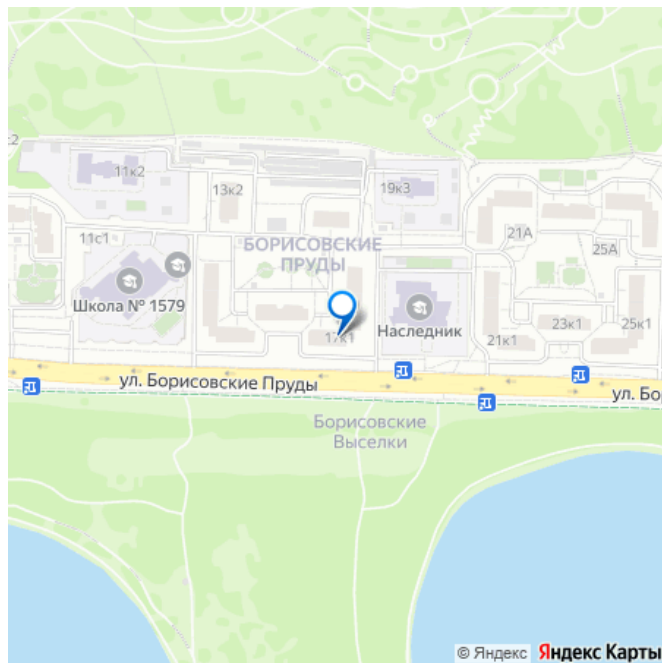 11к2
13к2
19к3
11с1
БОРИСОВСКИЕ
ПРУДЫ
21А
25А
Школа № 1579
Наследник
17к1
21к1
23к1
25к1
ул. Борисовские Пруды
ул. Бор
Борисовские
Выселки
© Яндекс Яндекс Карты